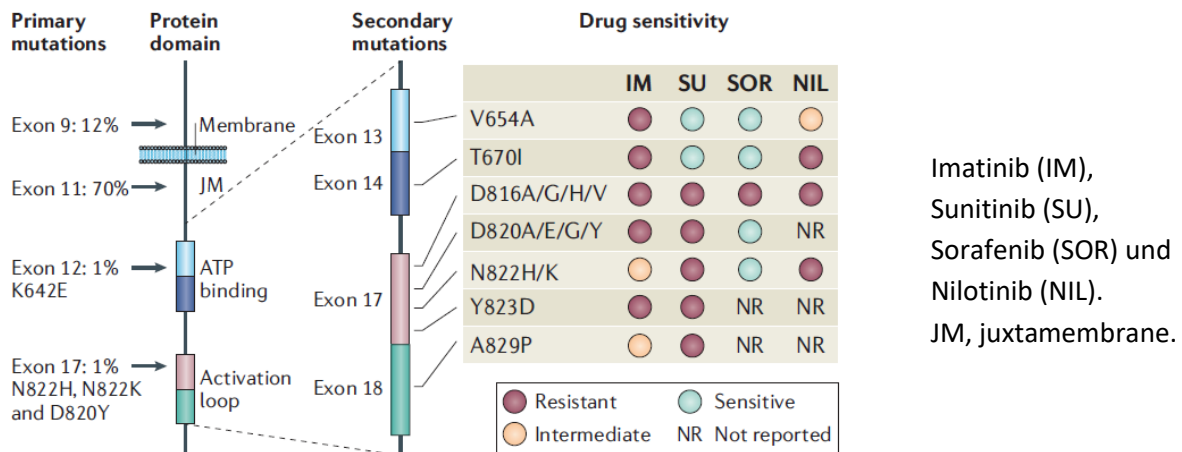 Primary mutations
Protein domain
Secondary mutations
Drug sensitivity
Exon 9: 12%
Membrane
Exon 11: 70%
JM
Exon 12: 1%
K642E
ATP binding
Exon 17: 1%
N822H, N822K
and D820Y
Activation loop
Exon 13
Exon 14
Exon 17
Exon 18
IM SU SOR NIL
V654A
T670I
D816A/G/H/V
D820A/E/G/Y NR
N822H/K
Y823D NR NR
A829P NR NR
Resistant Sensitive
Intermediate NR Not reported
Imatinib (IM),
Sunitinib (SU),
Sorafenib (SOR) und
Nilotinib (NIL).
JM, juxtamembrane.